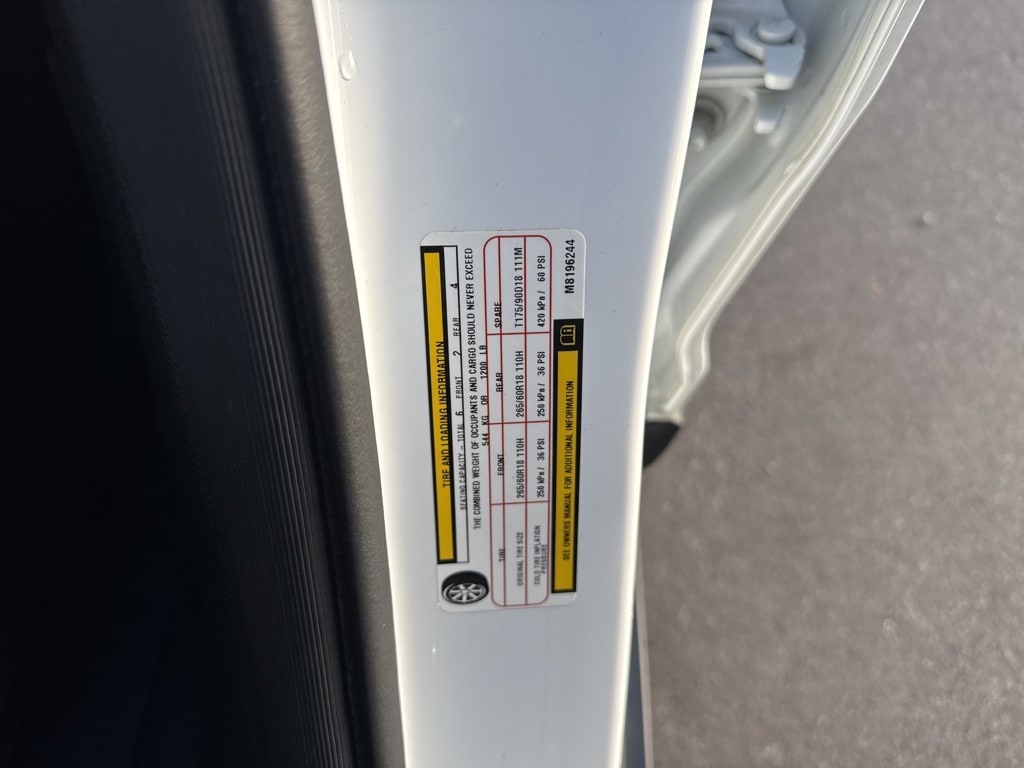 TIRE AND LOADING INFORMATION
SEATING CAPACITY - TOTAL 6 FRONT 2 REAR 4
THE COMBINED WEIGHT OF OCCUPANTS AND CARGO SHOULD NEVER EXCEED
544 KG OR 1200 LB
TIRE FRONT REAR SPARE
ORIGINAL TIRE SIZE 265/60R18 110H 265/60R18 110H T175/90D18 111M
COLD TIRE INFLATION PRESSURE 250 kPa / 36 PSI 250 kPa / 36 PSI 420 kPa / 60 PSI
SEE OWNERS MANUAL FOR ADDITIONAL INFORMATION
M8196244